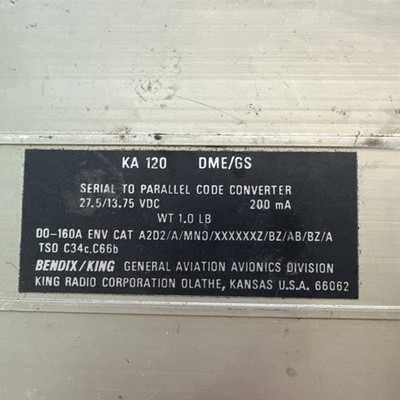 KA 120 DME/GS
SERIAL TO PARALLEL CODE CONVERTER
27.5/13.75 VDC 200 mA
WT 1.0 LB
DO-160A ENV CAT A2D2/A/MNO/XXXXXXZ/BZ/AB/BZ/A
TSO C34c,C66b
BENDIX/KING GENERAL AVIATION AVIONICS DIVISION
KING RADIO CORPORATION OLATHE, KANSAS U.S.A. 66062